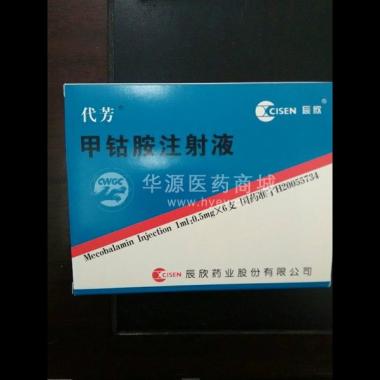 代芳®
CISEN 辰欣®
甲钴胺注射液
CWGC 华源医药商城
www.hyey
Mecobalamin Injection 1ml:0.5mg×6支 国药准字H20053734
CISEN 辰欣药业股份有限公司